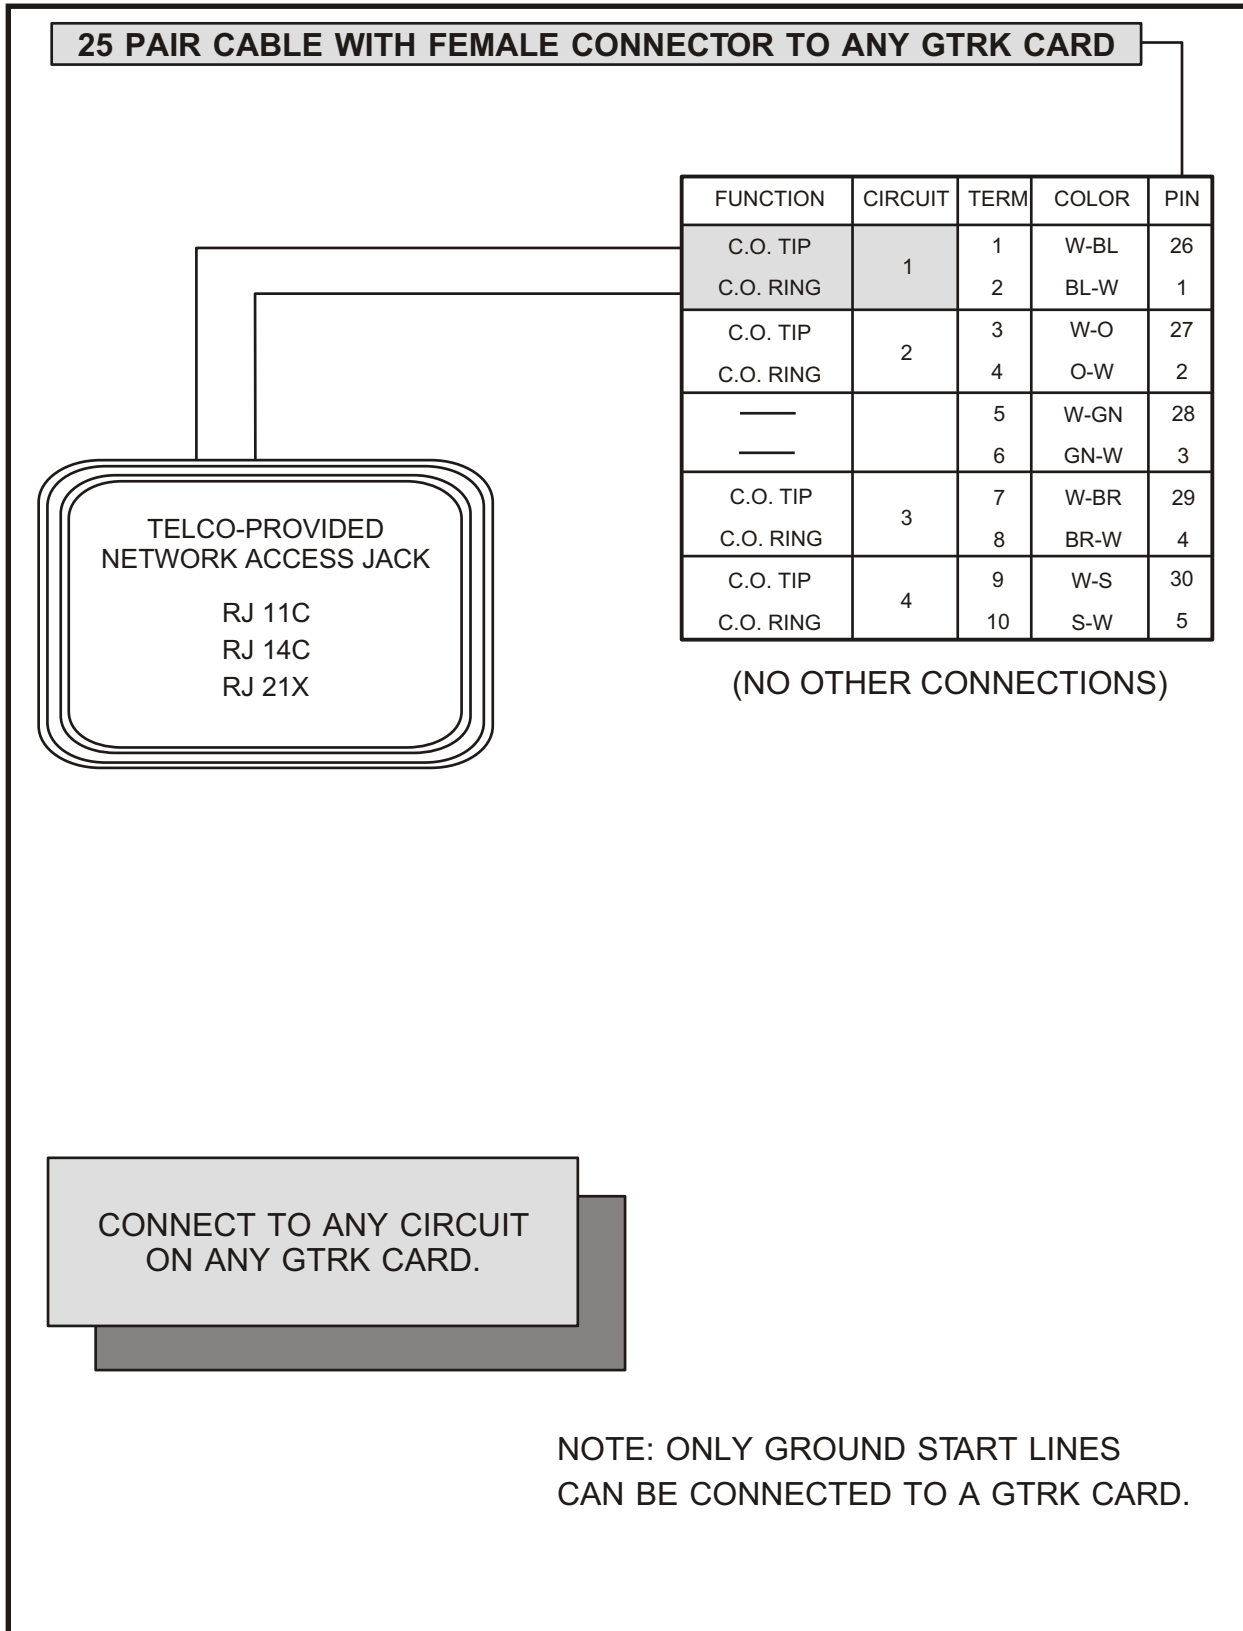 25 PAIR CABLE WITH FEMALE CONNECTOR TO ANY GTRK CARD
FUNCTION CIRCUIT TERM COLOR PIN
C.O. TIP 1 1 W-BL 26
C.O. RING 2 BL-W 1
C.O. TIP 2 3 W-O 27
C.O. RING 4 O-W 2
5 W-GN 28
6 GN-W 3
C.O. TIP 3 7 W-BR 29
C.O. RING 8 BR-W 4
C.O. TIP 4 9 W-S 30
C.O. RING 10 S-W 5
(NO OTHER CONNECTIONS)
TELCO-PROVIDED
NETWORK ACCESS JACK
RJ 11C
RJ 14C
RJ 21X
CONNECT TO ANY CIRCUIT
ON ANY GTRK CARD.
NOTE: ONLY GROUND START LINES
CAN BE CONNECTED TO A GTRK CARD.